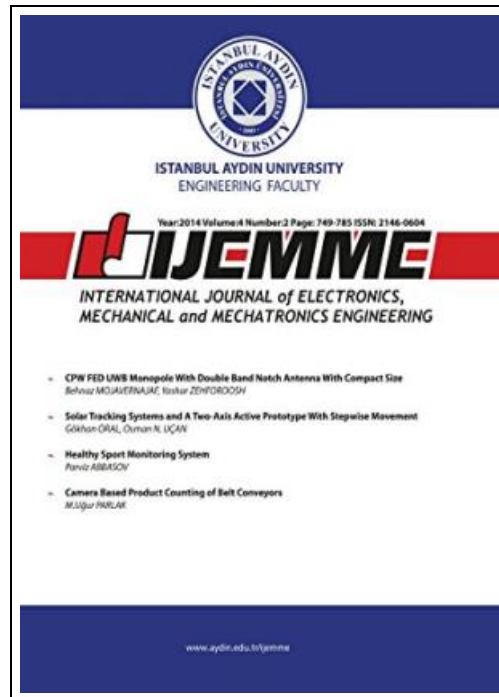 ISTANBUL AYDIN
UNIVERSITY
ISTANBUL AYDIN UNIVERSITY
ENGINEERING FACULTY
Year:2014 Volume:4 Number:2 Page: 749-785 ISSN: 2146-0604
IJEMME
INTERNATIONAL JOURNAL of ELECTRONICS,
MECHANICAL and MECHATRONICS ENGINEERING
CPW FED UWB Monopole With Double Band Notch Antenna With Compact Size
Behnaz MOJAVERNAJAF, Yashar ZEHFOROOSH
Solar Tracking Systems and A Two-Axis Active Prototype With Stepwise Movement
Gökhan ORAL, Osman N. UÇAN
Healthy Sport Monitoring System
Parviz ABBASOV
Camera Based Product Counting of Belt Conveyors
M.Uğur PARLAK
www.aydin.edu.tr/ijemme